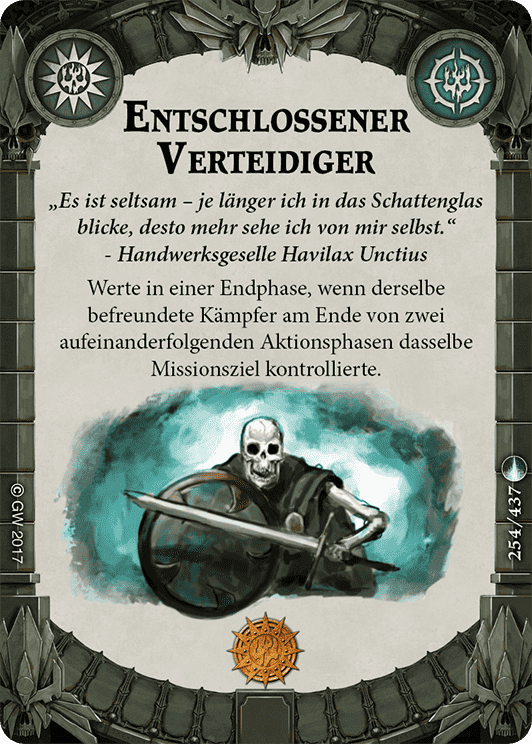 Entschlossener
Verteidiger
„Es ist seltsam – je länger ich in das Schattenglas
blicke, desto mehr sehe ich von mir selbst.“
- Handwerksgeselle Havilax Unctius
Werte in einer Endphase, wenn derselbe
befreundete Kämpfer am Ende von zwei
aufeinanderfolgenden Aktionsphasen dasselbe
Missionsziel kontrollierte.
©GW 2017
254/437